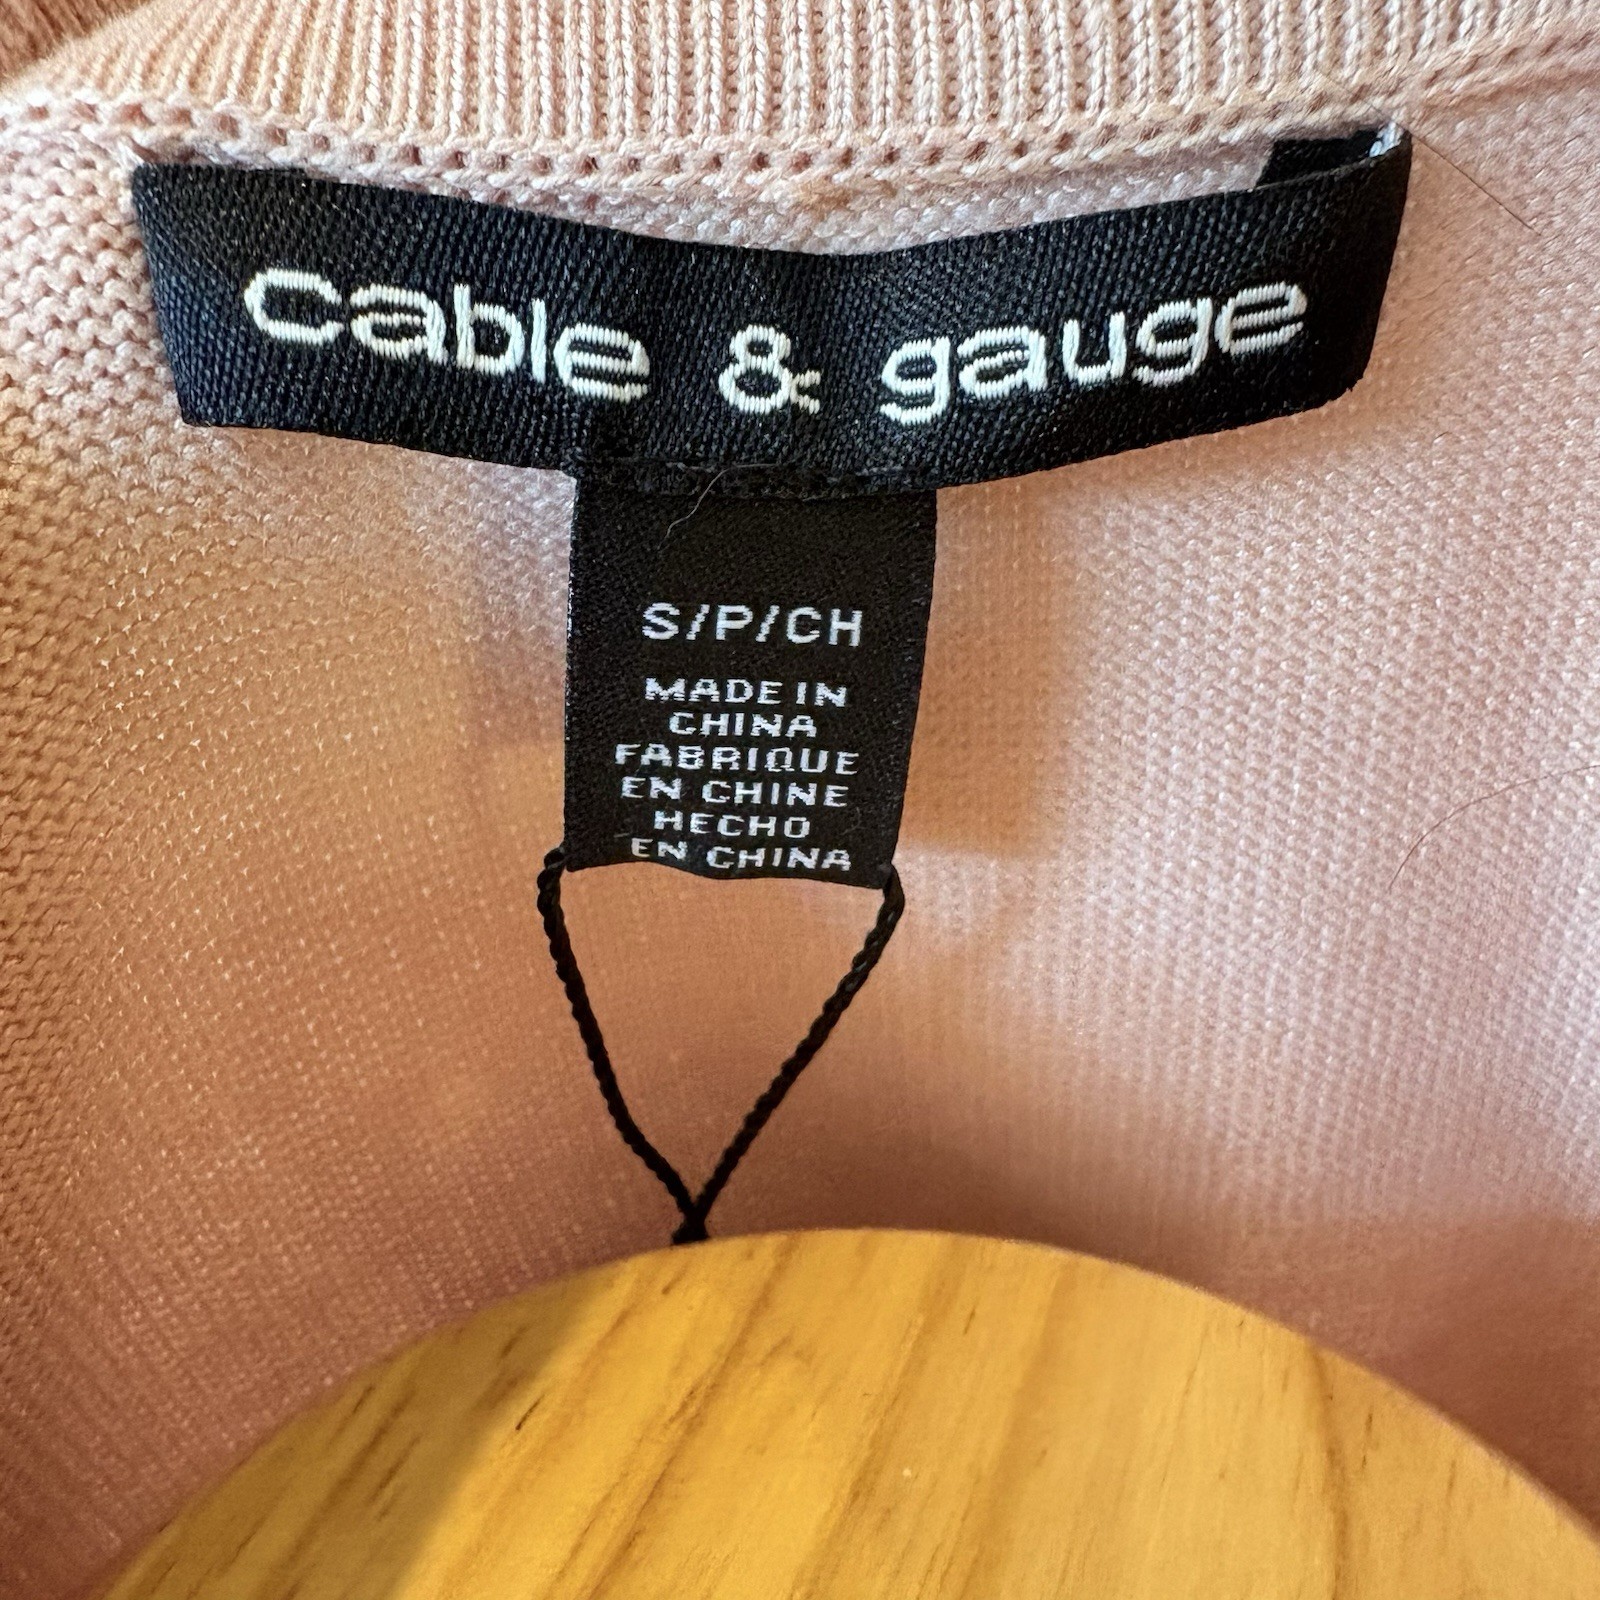 cable & gauge
S/P/CH
MADE IN
CHINA
FABRIQUE
EN CHINE
HECHO
EN CHINA